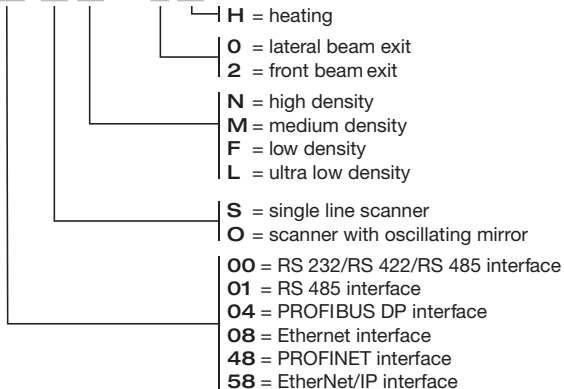 H = heating
0 = lateral beam exit
2 = front beam exit
N = high density
M = medium density
F = low density
L = ultra low density
S = single line scanner
O = scanner with oscillating mirror
00 = RS 232/RS 422/RS 485 interface
01 = RS 485 interface
04 = PROFIBUS DP interface
08 = Ethernet interface
48 = PROFINET interface
58 = EtherNet/IP interface